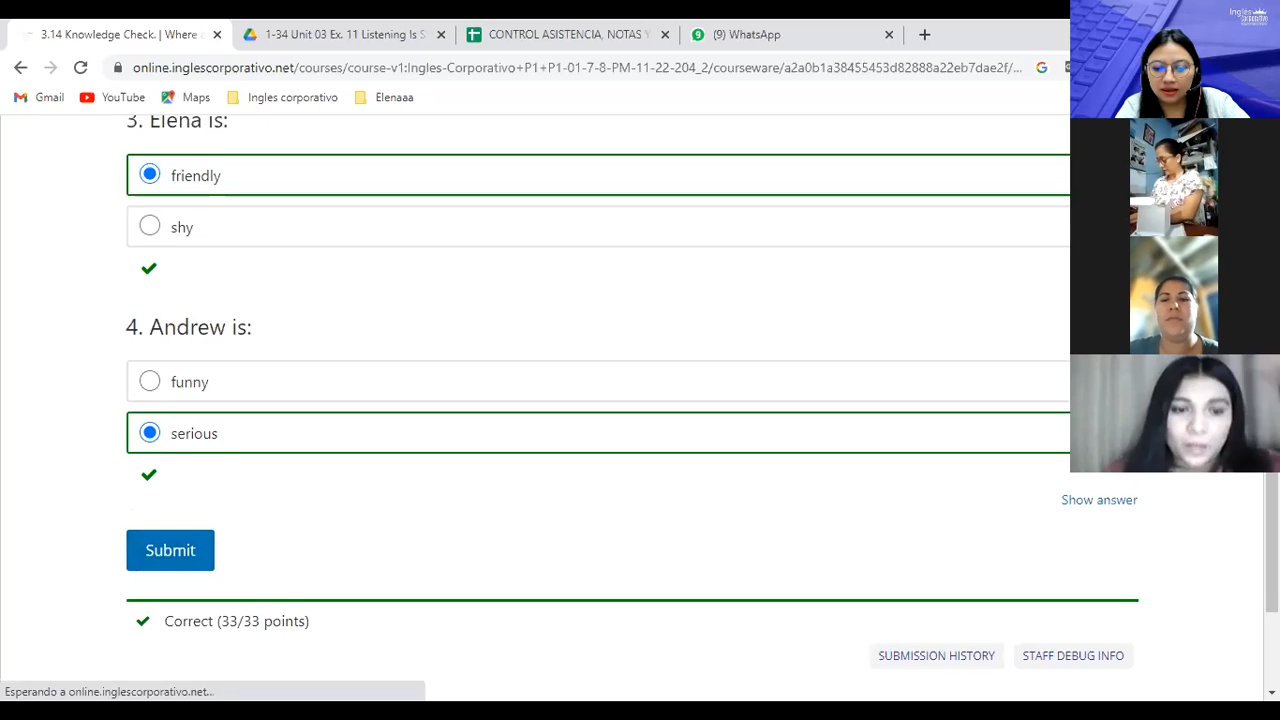 3.14 Knowledge Check. | Where
1-34 Unit 03 Ex. 11 Listening Is S
CONTROL ASISTENCIA, NOTAS Y
9 (9) WhatsApp
online.inglescorporativo.net/courses/course-v1:Ingles-Corporativo+P1+P1-01-7-8-PM-11-22-204_2/courseware/a2a0b1a38455453d82888a22eb7dae2f/...
Gmail
YouTube
Maps
Ingles corporativo
Elenaaa
Inglés
3. Elena is:
friendly
shy
4. Andrew is:
funny
serious
Show answer
Submit
Correct (33/33 points)
SUBMISSION HISTORY
STAFF DEBUG INFO
Esperando a online.inglescorporativo.net...